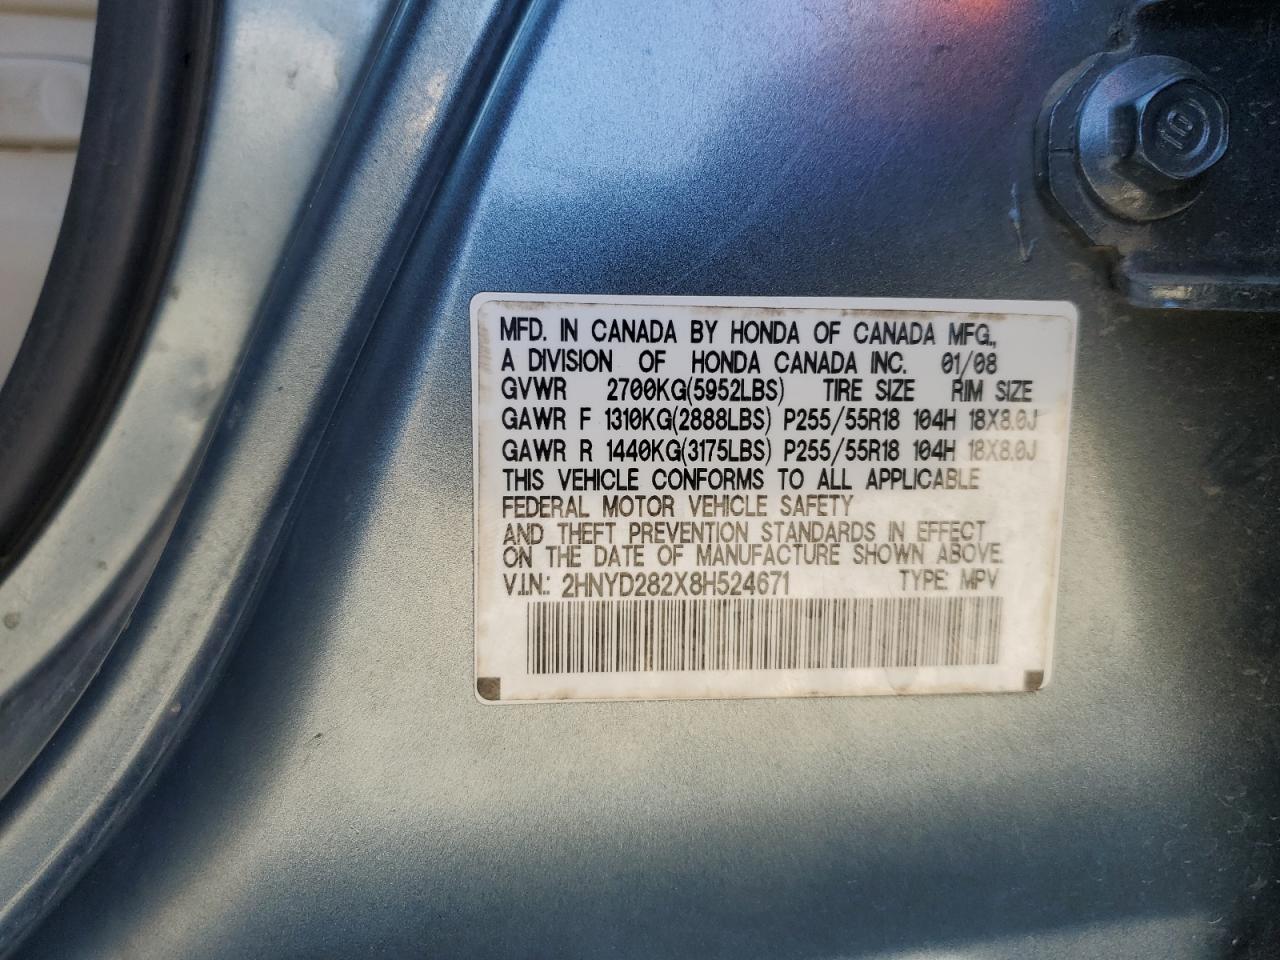 10
MFD. IN CANADA BY HONDA OF CANADA MFG.,
A DIVISION OF HONDA CANADA INC. 01/08
GVWR 2700KG(5952LBS) TIRE SIZE RIM SIZE
GAWR F 1310KG(2888LBS) P255/55R18 104H 18X8.0J
GAWR R 1440KG(3175LBS) P255/55R18 104H 18X8.0J
THIS VEHICLE CONFORMS TO ALL APPLICABLE
FEDERAL MOTOR VEHICLE SAFETY
AND THEFT PREVENTION STANDARDS IN EFFECT
ON THE DATE OF MANUFACTURE SHOWN ABOVE.
V.I.N.: 2HNYD282X8H524671 TYPE: MPV